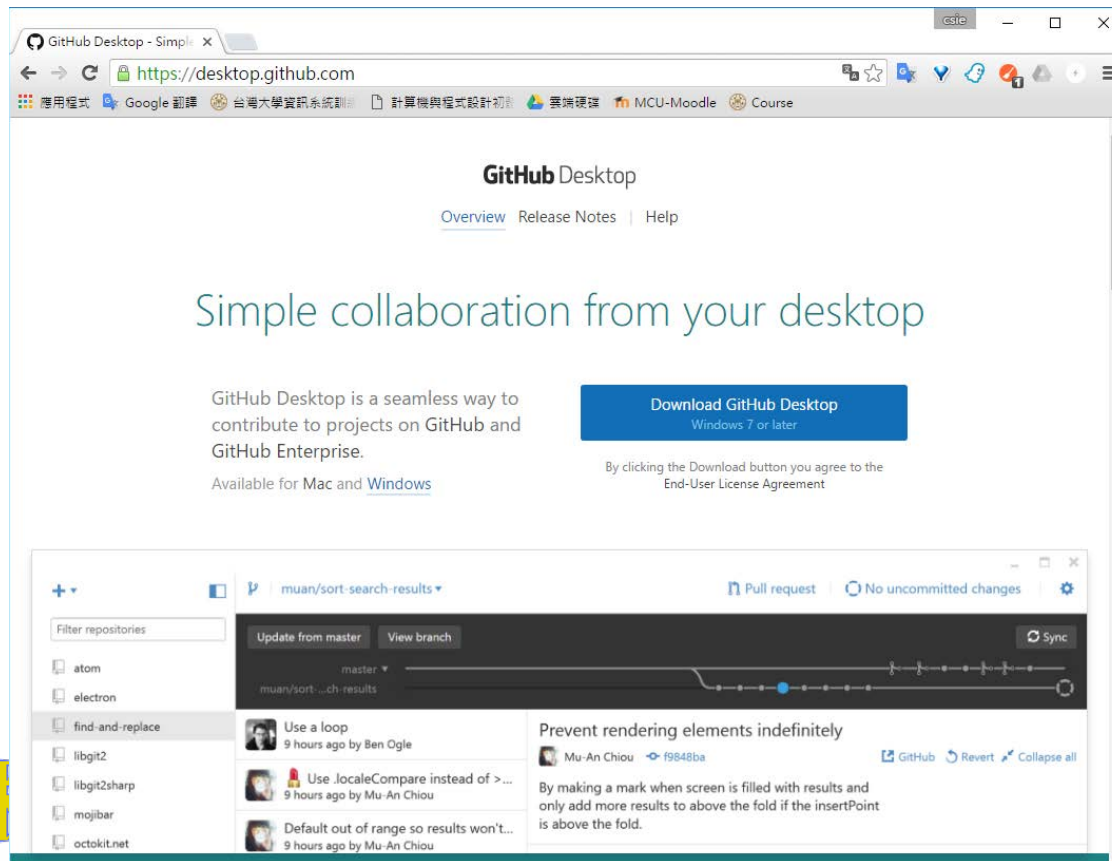 csie
GitHub Desktop - Simple
https://desktop.github.com
應用程式 Google 翻譯 台灣大學資訊系統訓 計算機與程式設計初 雲端硬碟 MCU-Moodle Course
GitHub Desktop
Overview Release Notes | Help
Simple collaboration from your desktop
GitHub Desktop is a seamless way to
contribute to projects on GitHub and
GitHub Enterprise.
Available for Mac and Windows
Download GitHub Desktop
Windows 7 or later
By clicking the Download button you agree to the
End-User License Agreement
muan/sort-search-results
Pull request
No uncommitted changes
Filter repositories
Update from master
View branch
Sync
master
muan/sort-...ch-results
atom
electron
find-and-replace
libgit2
libgit2sharp
mojibar
octokit.net
Use a loop
9 hours ago by Ben Ogle
Use .localeCompare instead of >...
9 hours ago by Mu-An Chiou
Default out of range so results won't...
9 hours ago by Mu-An Chiou
Prevent rendering elements indefinitely
Mu-An Chiou f9848ba
GitHub Revert Collapse all
By making a mark when screen is filled with results and
only add more results to above the fold if the insertPoint
is above the fold.